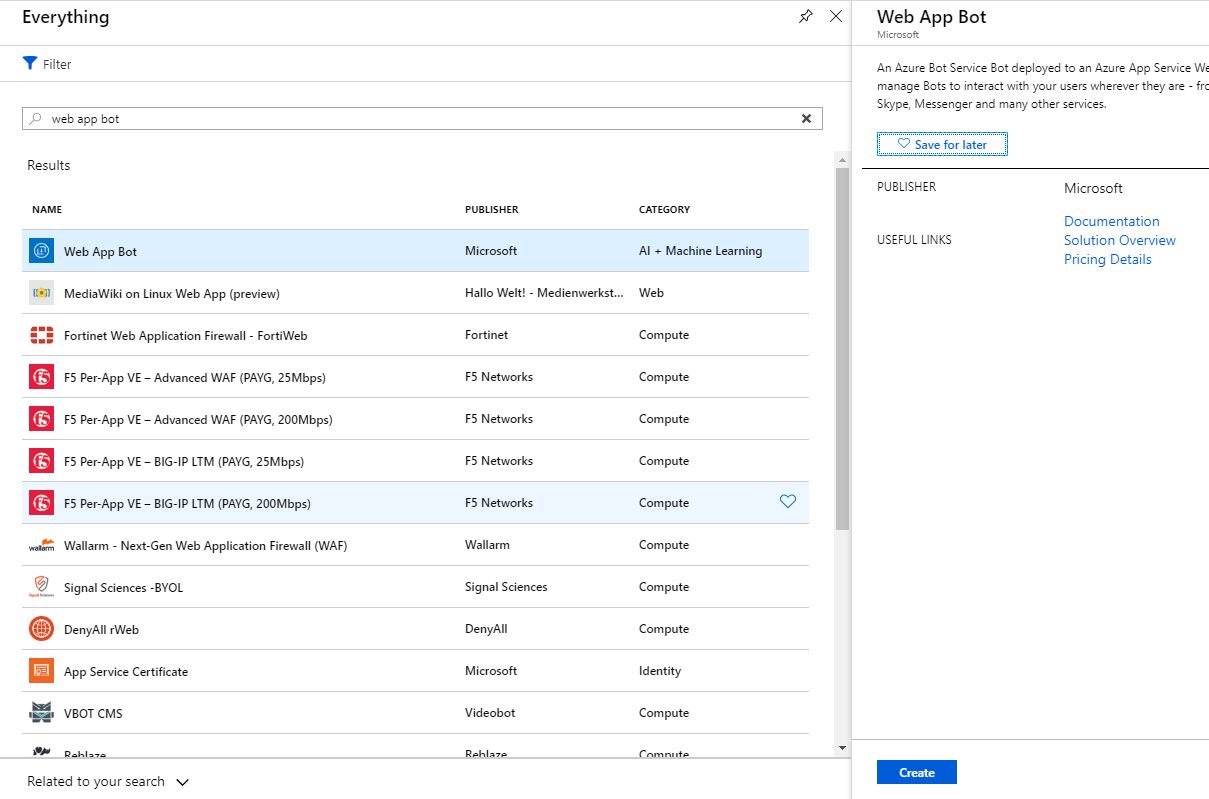 Everything
Filter
web app bot
Results
NAME PUBLISHER CATEGORY
Web App Bot Microsoft AI + Machine Learning
MediaWiki on Linux Web App (preview) Hallo Welt! - Medienwerkst... Web
Fortinet Web Application Firewall - FortiWeb Fortinet Compute
F5 Per-App VE – Advanced WAF (PAYG, 25Mbps) F5 Networks Compute
F5 Per-App VE – Advanced WAF (PAYG, 200Mbps) F5 Networks Compute
F5 Per-App VE – BIG-IP LTM (PAYG, 25Mbps) F5 Networks Compute
F5 Per-App VE – BIG-IP LTM (PAYG, 200Mbps) F5 Networks Compute
wallarm Wallarm - Next-Gen Web Application Firewall (WAF) Wallarm Compute
Signal Sciences -BYOL Signal Sciences Compute
DenyAll rWeb DenyAll Compute
App Service Certificate Microsoft Identity
VBOT CMS Videobot Compute
Reblaze Reblaze Compute
Related to your search
Web App Bot
Microsoft
An Azure Bot Service Bot deployed to an Azure App Service We
manage Bots to interact with your users wherever they are - fro
Skype, Messenger and many other services.
Save for later
PUBLISHER Microsoft
USEFUL LINKS
Documentation
Solution Overview
Pricing Details
Create